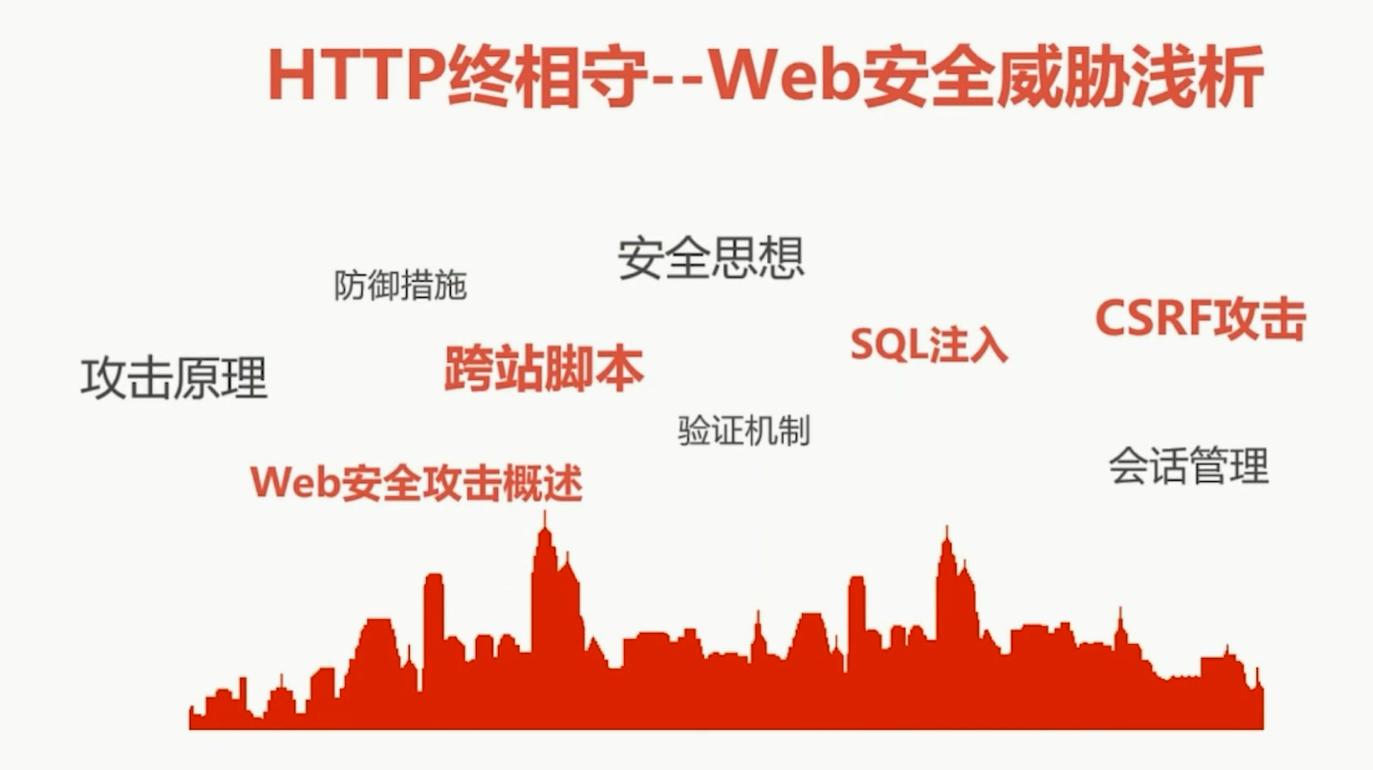 HTTP终相守--Web安全威胁浅析
安全思想
防御措施
CSRF攻击
SQL注入
跨站脚本
攻击原理
验证机制
会话管理
Web安全攻击概述